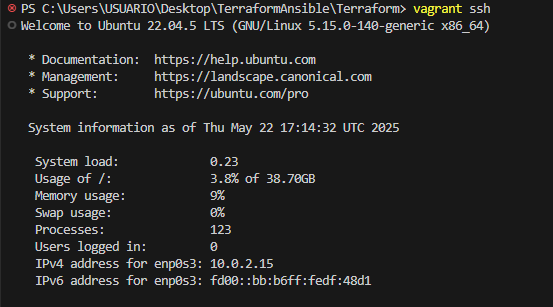 PS C:\Users\USUARIO\Desktop\TerraformAnsible\Terraform> vagrant ssh
Welcome to Ubuntu 22.04.5 LTS (GNU/Linux 5.15.0-140-generic x86_64)
* Documentation: https://help.ubuntu.com
* Management: https://landscape.canonical.com
* Support: https://ubuntu.com/pro
System information as of Thu May 22 17:14:32 UTC 2025
System load: 0.23
Usage of /: 3.8% of 38.70GB
Memory usage: 9%
Swap usage: 0%
Processes: 123
Users logged in: 0
IPv4 address for enp0s3: 10.0.2.15
IPv6 address for enp0s3: fd00::bb:b6ff:fedf:48d1